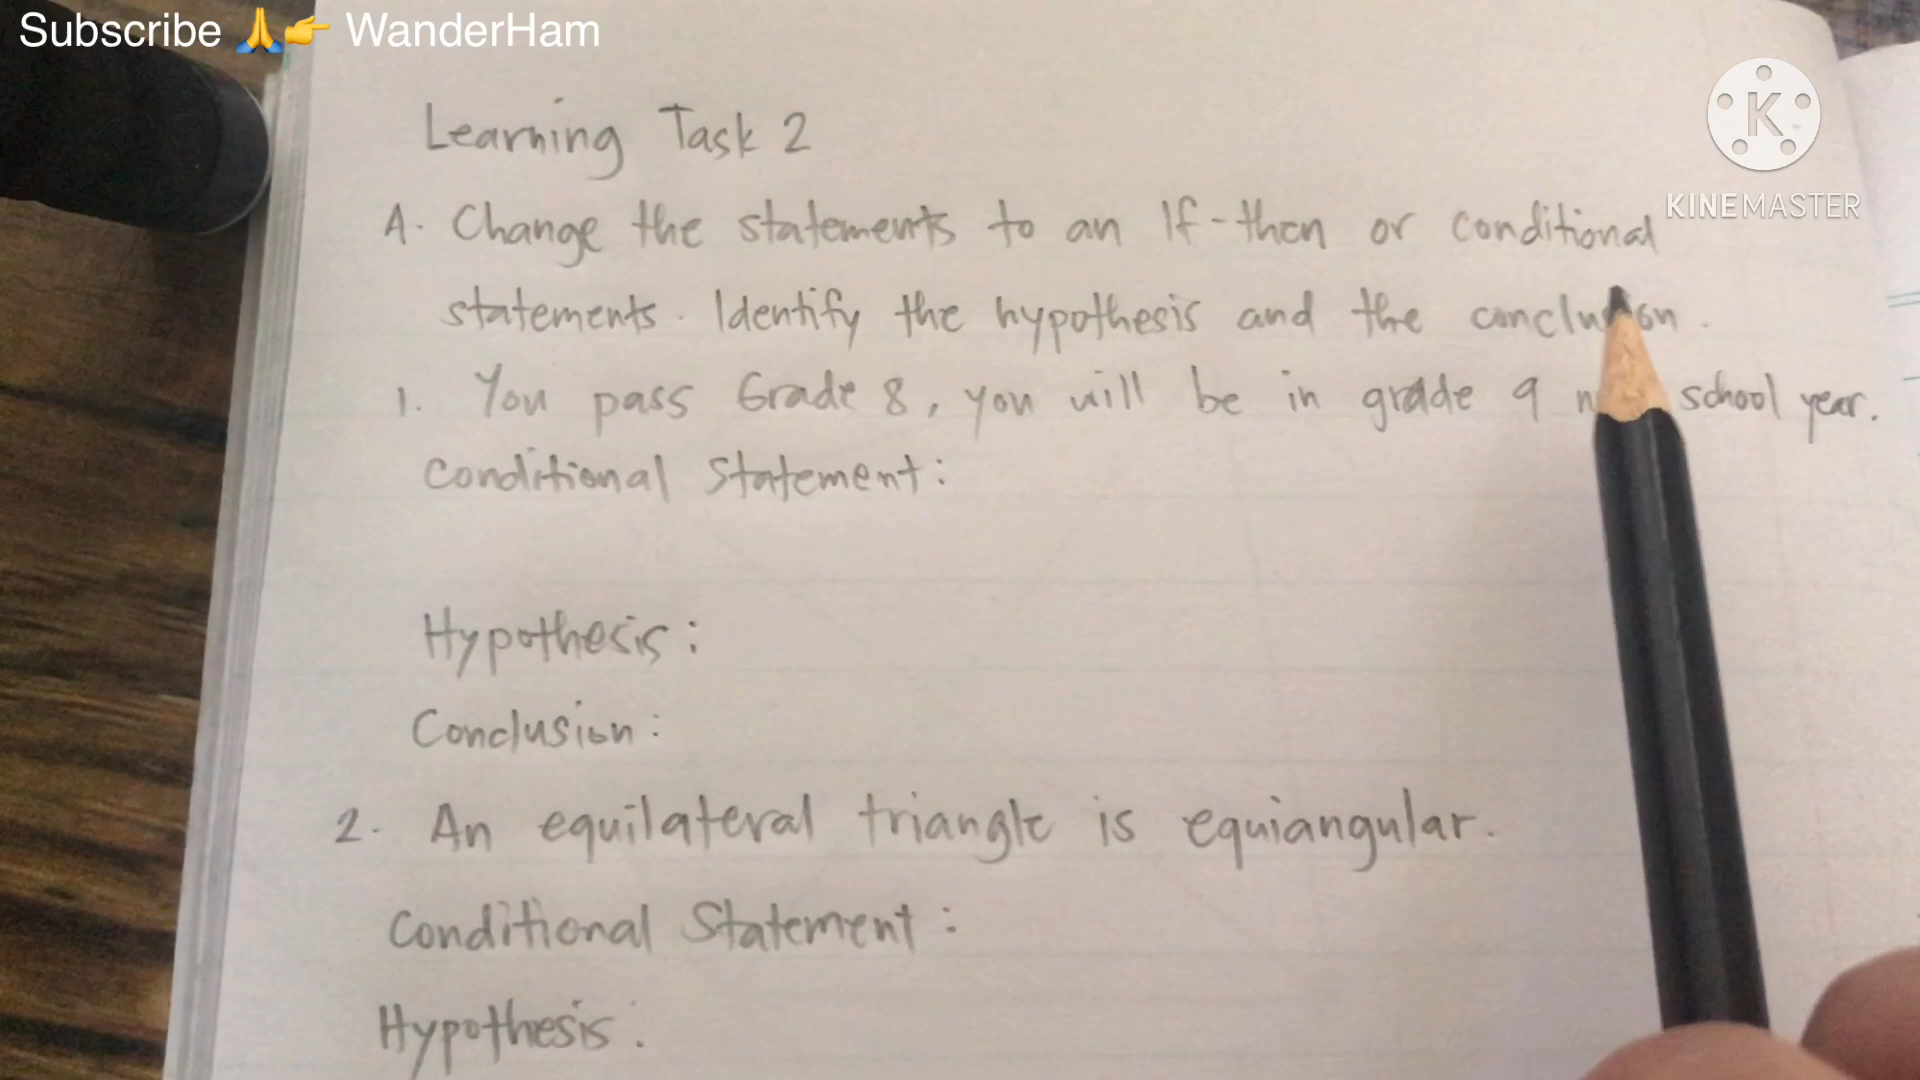 Subscribe 🙏👉 WanderHam
K
KINEMASTER
Learning Task 2
A. Change the statements to an If-then or conditional
statements. Identify the hypothesis and the conclusion.
1. You pass Grade 8, you will be in grade 9 school year.
Conditional Statement:
Hypothesis:
Conclusion:
2. An equilateral triangle is equiangular.
Conditional Statement:
Hypothesis: